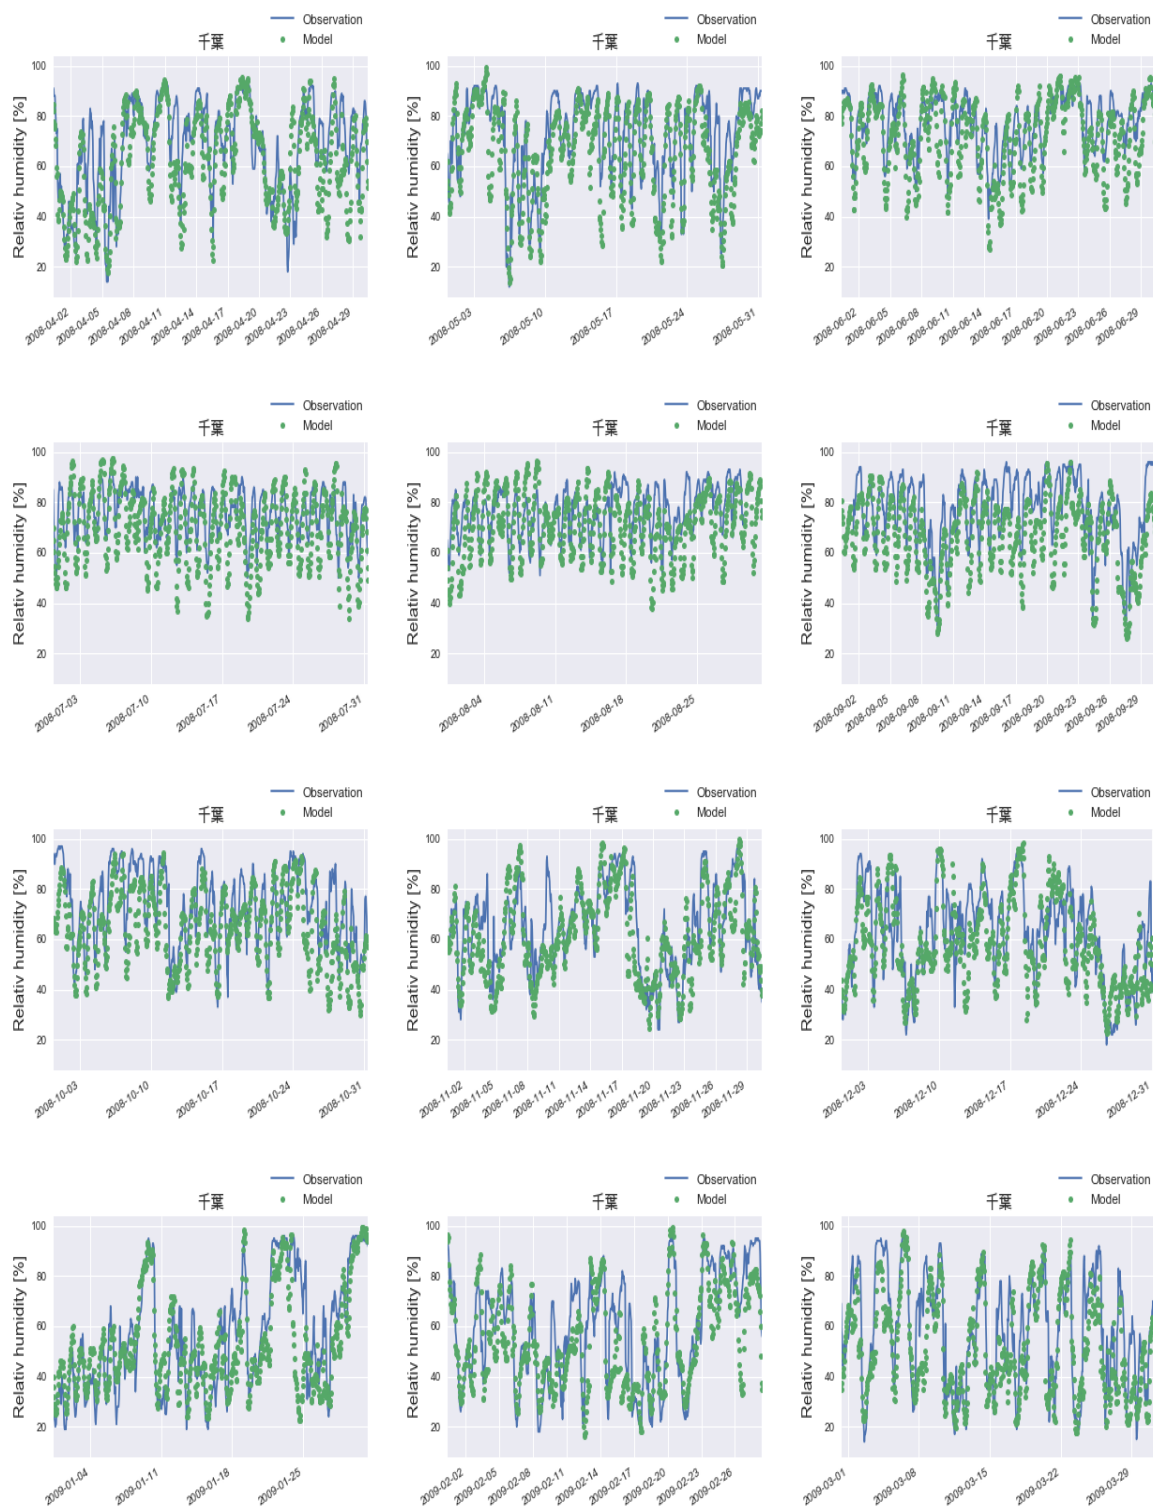 Observation
Model
千葉
Relativ humidity [%]
100
80
60
40
20
2008-04-02
2008-04-05
2008-04-08
2008-04-11
2008-04-14
2008-04-17
2008-04-20
2008-04-23
2008-04-26
2008-04-29
Observation
Model
千葉
Relativ humidity [%]
100
80
60
40
20
2008-05-03
2008-05-10
2008-05-17
2008-05-24
2008-05-31
Observation
Model
千葉
Relativ humidity [%]
100
80
60
40
20
2008-06-02
2008-06-05
2008-06-08
2008-06-11
2008-06-14
2008-06-17
2008-06-20
2008-06-23
2008-06-26
2008-06-29
Observation
Model
千葉
Relativ humidity [%]
100
80
60
40
20
2008-07-03
2008-07-10
2008-07-17
2008-07-24
2008-07-31
Observation
Model
千葉
Relativ humidity [%]
100
80
60
40
20
2008-08-04
2008-08-11
2008-08-18
2008-08-25
Observation
Model
千葉
Relativ humidity [%]
100
80
60
40
20
2008-09-02
2008-09-05
2008-09-08
2008-09-11
2008-09-14
2008-09-17
2008-09-20
2008-09-23
2008-09-26
2008-09-29
Observation
Model
千葉
Relativ humidity [%]
100
80
60
40
20
2008-10-03
2008-10-10
2008-10-17
2008-10-24
2008-10-31
Observation
Model
千葉
Relativ humidity [%]
100
80
60
40
20
2008-11-02
2008-11-05
2008-11-08
2008-11-11
2008-11-14
2008-11-17
2008-11-20
2008-11-23
2008-11-26
2008-11-29
Observation
Model
千葉
Relativ humidity [%]
100
80
60
40
20
2008-12-03
2008-12-10
2008-12-17
2008-12-24
2008-12-31
Observation
Model
千葉
Relativ humidity [%]
100
80
60
40
20
2009-01-04
2009-01-11
2009-01-18
2009-01-25
Observation
Model
千葉
Relativ humidity [%]
100
80
60
40
20
2009-02-02
2009-02-05
2009-02-08
2009-02-11
2009-02-14
2009-02-17
2009-02-20
2009-02-23
2009-02-26
Observation
Model
千葉
Relativ humidity [%]
100
80
60
40
20
2009-03-01
2009-03-08
2009-03-15
2009-03-22
2009-03-29